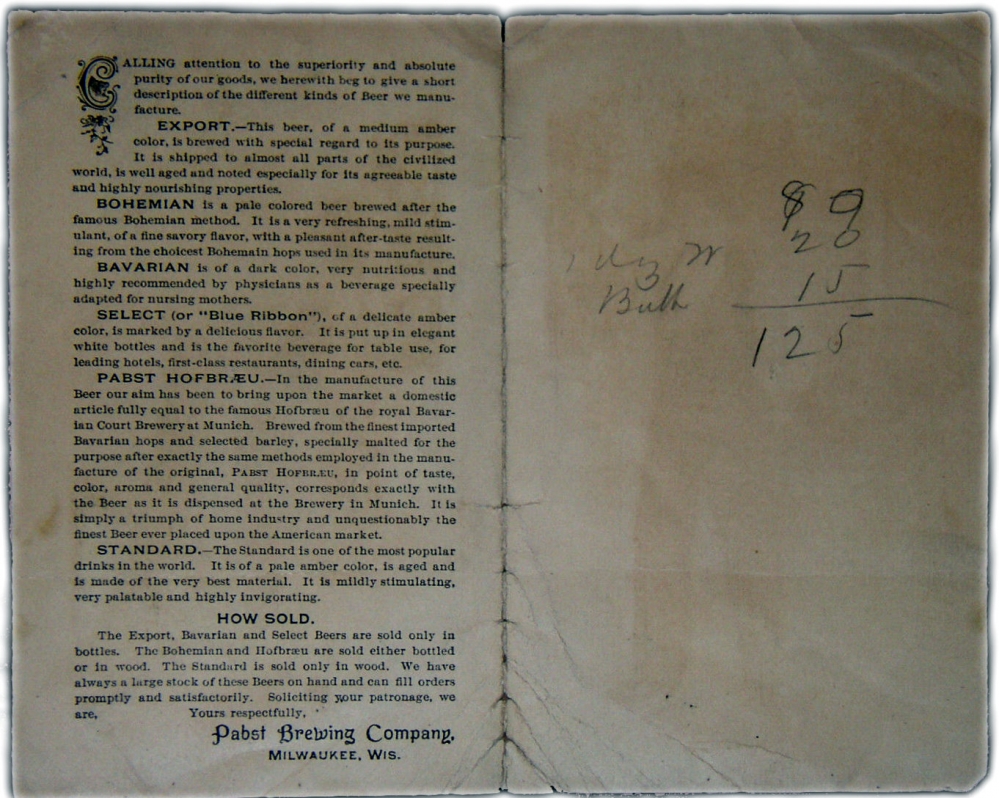 CALLING attention to the superiority and absolute
purity of our goods, we herewith beg to give a short
description of the different kinds of Beer we manu-
facture.
EXPORT.—This beer, of a medium amber
color, is brewed with special regard to its purpose.
It is shipped to almost all parts of the civilized
world, is well aged and noted especially for its agreeable taste
and highly nourishing properties.
BOHEMIAN is a pale colored beer brewed after the
famous Bohemian method. It is a very refreshing, mild stim-
ulant, of a fine savory flavor, with a pleasant after-taste result-
ing from the choicest Bohemain hops used in its manufacture.
BAVARIAN is of a dark color, very nutritious and
highly recommended by physicians as a beverage specially
adapted for nursing mothers.
SELECT (or "Blue Ribbon"), of a delicate amber
color, is marked by a delicious flavor. It is put up in elegant
white bottles and is the favorite beverage for table use, for
leading hotels, first-class restaurants, dining cars, etc.
PABST HOFBRÆU.—In the manufacture of this
Beer our aim has been to bring upon the market a domestic
article fully equal to the famous Hofbræu of the royal Bavar-
ian Court Brewery at Munich. Brewed from the finest imported
Bavarian hops and selected barley, specially malted for the
purpose after exactly the same methods employed in the manu-
facture of the original, PABST HOFBRÆU, in point of taste,
color, aroma and general quality, corresponds exactly with
the Beer as it is dispensed at the Brewery in Munich. It is
simply a triumph of home industry and unquestionably the
finest Beer ever placed upon the American market.
STANDARD.—The Standard is one of the most popular
drinks in the world. It is of a pale amber color, is aged and
is made of the very best material. It is mildly stimulating,
very palatable and highly invigorating.
HOW SOLD.
The Export, Bavarian and Select Beers are sold only in
bottles. The Bohemian and Hofbræu are sold either bottled
or in wood. The Standard is sold only in wood. We have
always a large stock of these Beers on hand and can fill orders
promptly and satisfactorily. Soliciting your patronage, we
are, Yours respectfully,
Pabst Brewing Company,
MILWAUKEE, WIS.
20
15
125